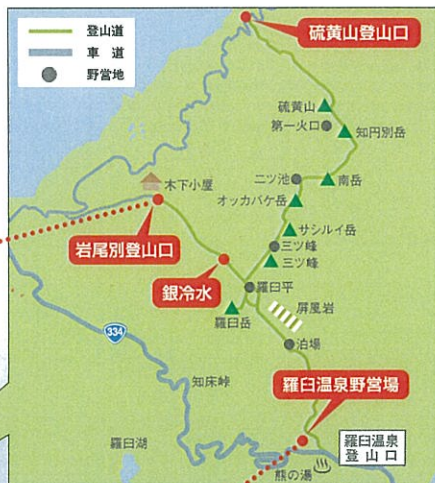 登山道
車道
野営地
硫黄山登山口
硫黄山
第一火口
知円別岳
二ツ池
南岳
オッカバケ岳
木下小屋
サシルイ岳
岩尾別登山口
三ツ峰
三ツ峰
銀冷水
羅臼平
屏風岩
羅臼岳
泊場
334
知床峠
羅臼温泉野営場
羅臼湖
羅臼温泉
登山口
熊の湯